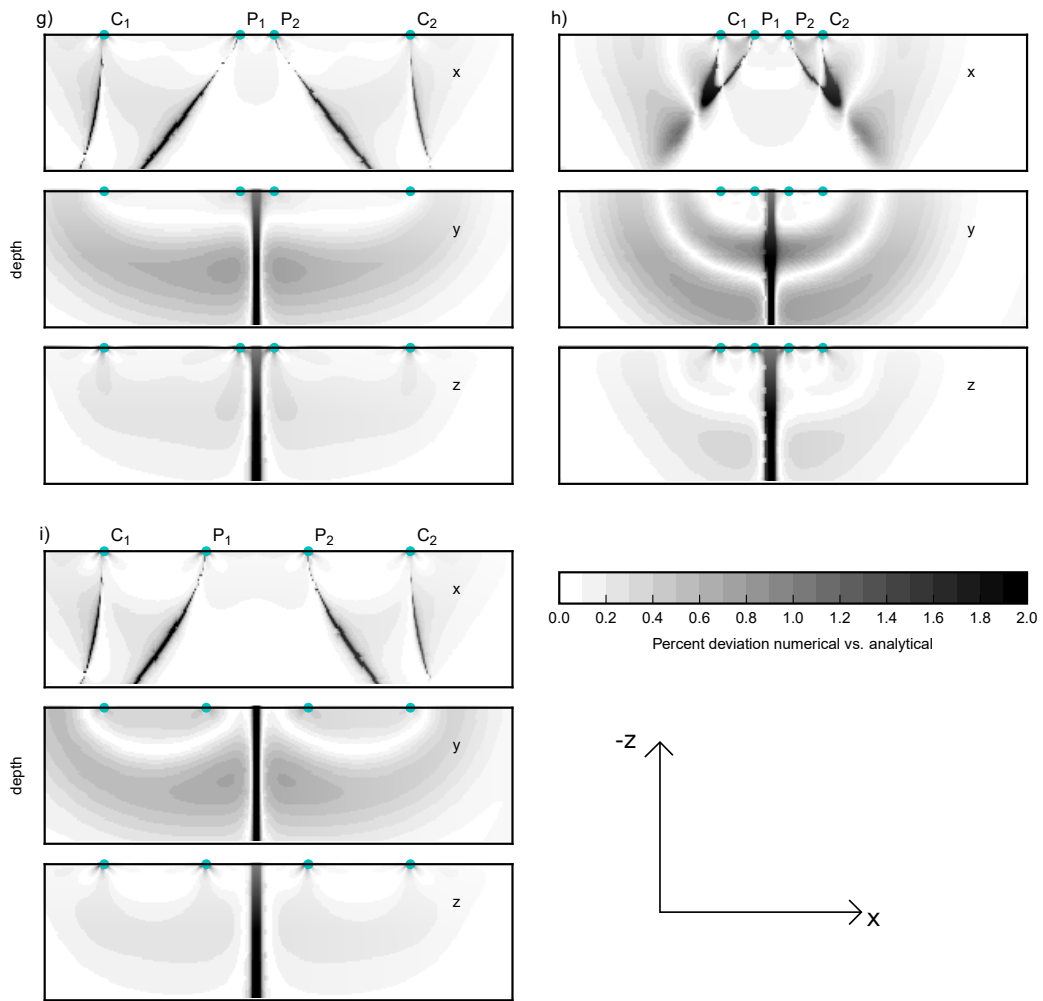 g)
C1 P1 P2 C2
x
depth
y
z
h)
C1 P1 P2 C2
x
y
z
i)
C1 P1 P2 C2
x
depth
y
z
0.0 0.2 0.4 0.6 0.8 1.0 1.2 1.4 1.6 1.8 2.0
Percent deviation numerical vs. analytical
-z
x